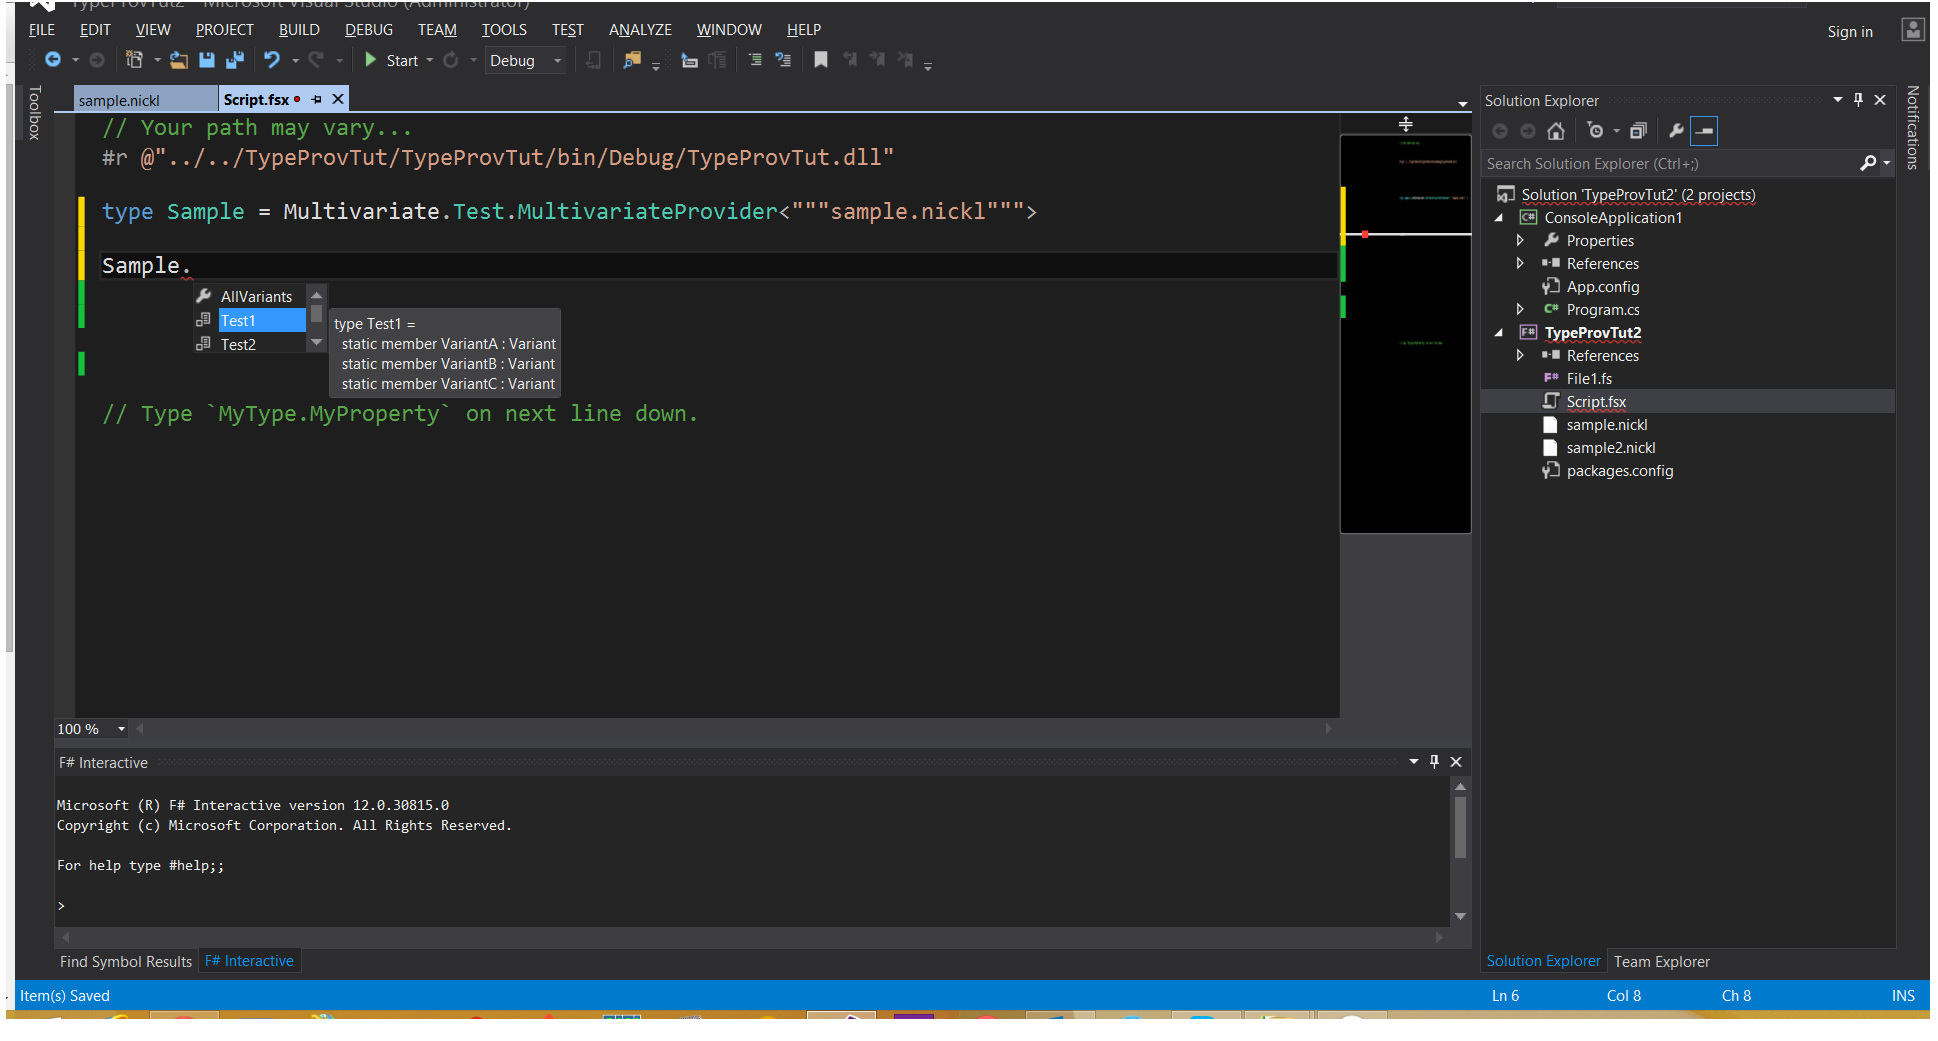 TypeProvTut2 - Microsoft Visual Studio (Administrator)
FILE EDIT VIEW PROJECT BUILD DEBUG TEAM TOOLS TEST ANALYZE WINDOW HELP
Sign in
Start Debug
Toolbox
sample.nickl Script.fsx
// Your path may vary...
#r @"../../TypeProvTut/TypeProvTut/bin/Debug/TypeProvTut.dll"
type Sample = Multivariate.Test.MultivariateProvider<"""sample.nickl""">
Sample.
AllVariants
Test1
Test2
type Test1 =
static member VariantA : Variant
static member VariantB : Variant
static member VariantC : Variant
// Type `MyType.MyProperty` on next line down.
100 %
F# Interactive
Microsoft (R) F# Interactive version 12.0.30815.0
Copyright (c) Microsoft Corporation. All Rights Reserved.
For help type #help;;
>
Find Symbol Results F# Interactive
Solution Explorer
Search Solution Explorer (Ctrl+;)
Solution 'TypeProvTut2' (2 projects)
C# ConsoleApplication1
Properties
References
App.config
C# Program.cs
F# TypeProvTut2
References
F# File1.fs
Script.fsx
sample.nickl
sample2.nickl
packages.config
Solution Explorer Team Explorer
Notifications
Item(s) Saved Ln 6 Col 8 Ch 8 INS